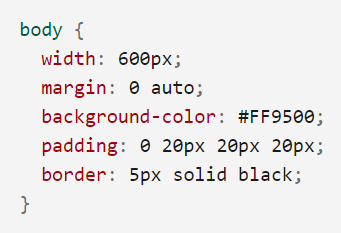 body {
  width: 600px;
  margin: 0 auto;
  background-color: #FF9500;
  padding: 0 20px 20px 20px;
  border: 5px solid black;
}